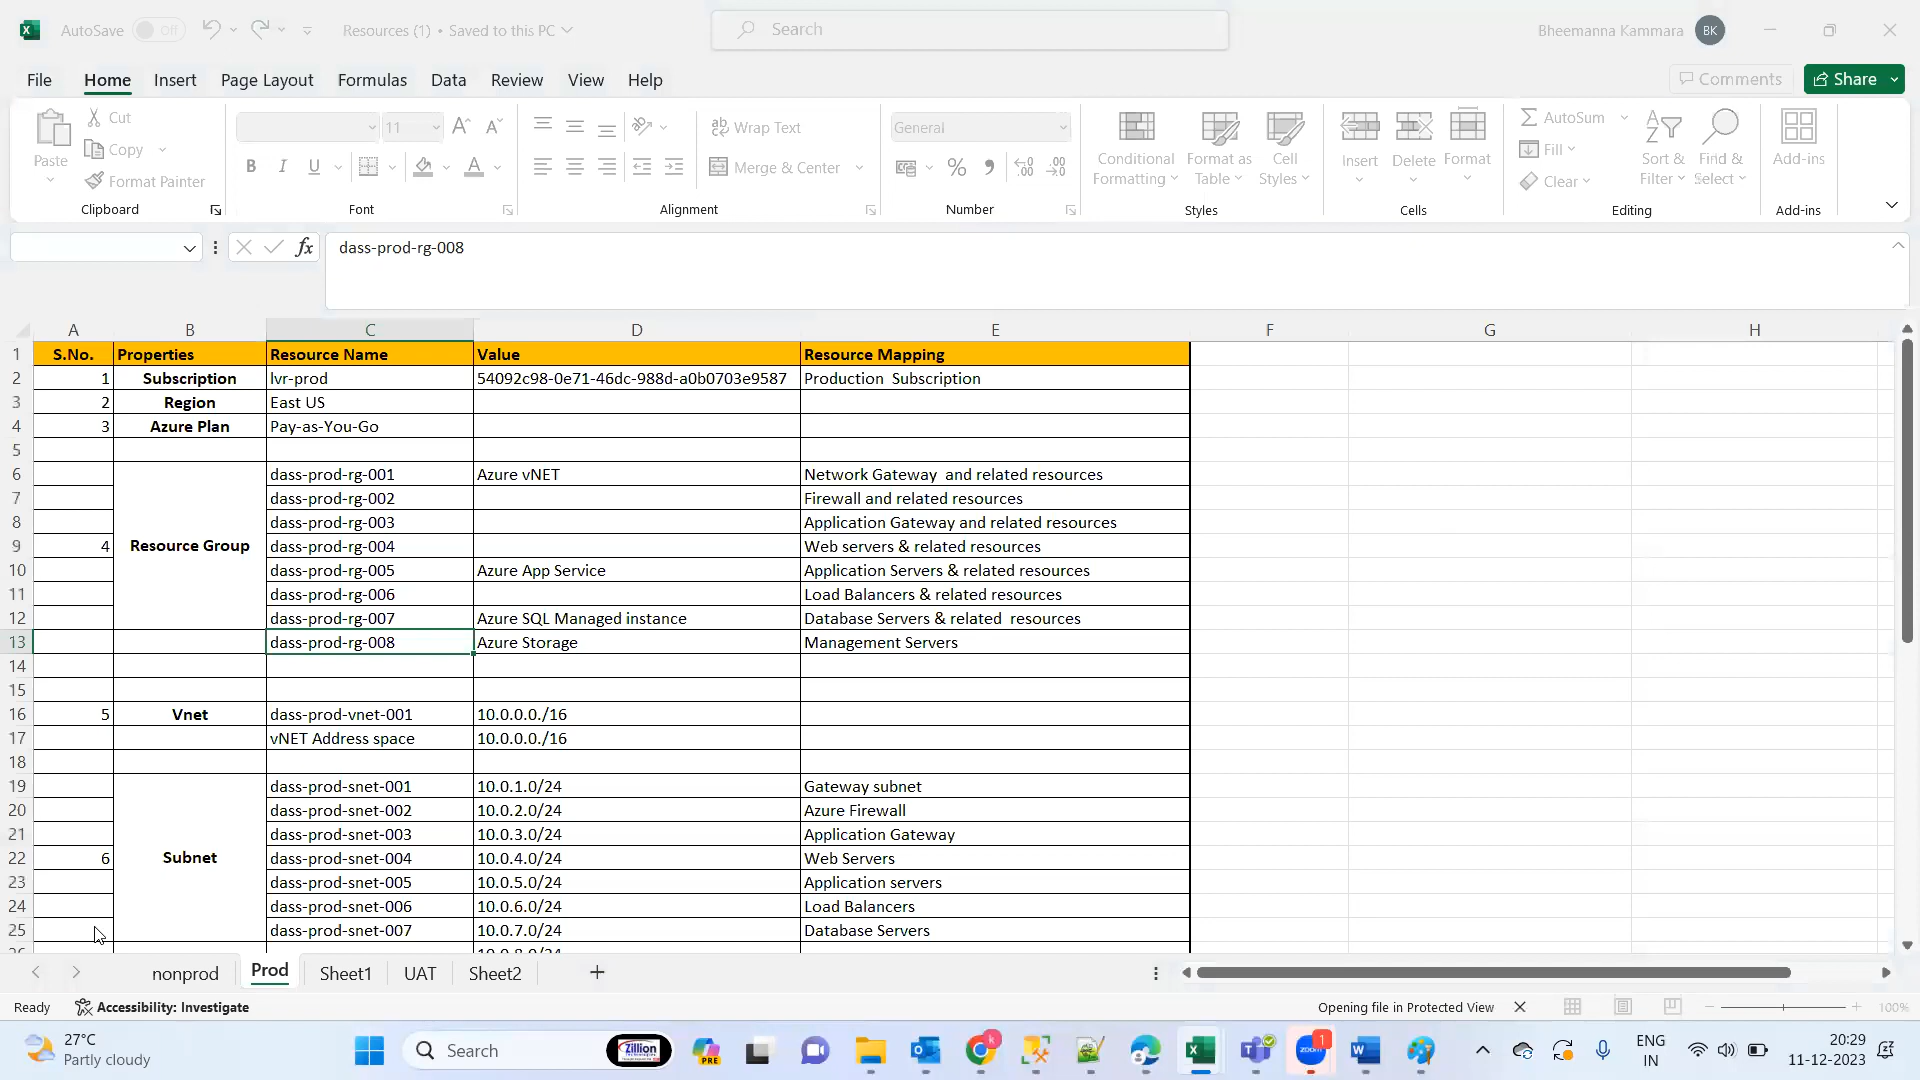 AutoSave Off Resources (1) • Saved to this PC Search Bheemanna Kammara BK
File Home Insert Page Layout Formulas Data Review View Help Comments Share
Paste Cut Copy Format Painter
11
B I U A
ab Wrap Text
Merge & Center
General
% 9
Conditional Formatting Format as Table Cell Styles
Insert Delete Format
AutoSum
Fill
Clear
Sort & Filter Find & Select
Add-ins
Clipboard Font Alignment Number Styles Cells Editing Add-ins
fx dass-prod-rg-008
A B C D E F G H
1 S.No. Properties Resource Name Value Resource Mapping
2 1 Subscription lvr-prod 54092c98-0e71-46dc-988d-a0b0703e9587 Production  Subscription
3 2 Region East US
4 3 Azure Plan Pay-as-You-Go
5
6 dass-prod-rg-001 Azure vNET Network Gateway  and related resources
7 dass-prod-rg-002 Firewall and related resources
8 dass-prod-rg-003 Application Gateway and related resources
9 4 Resource Group dass-prod-rg-004 Web servers & related resources
10 dass-prod-rg-005 Azure App Service Application Servers & related resources
11 dass-prod-rg-006 Load Balancers & related resources
12 dass-prod-rg-007 Azure SQL Managed instance Database Servers & related  resources
13 dass-prod-rg-008 Azure Storage Management Servers
14
15
16 5 Vnet dass-prod-vnet-001 10.0.0.0./16
17 vNET Address space 10.0.0.0./16
18
19 dass-prod-snet-001 10.0.1.0/24 Gateway subnet
20 dass-prod-snet-002 10.0.2.0/24 Azure Firewall
21 dass-prod-snet-003 10.0.3.0/24 Application Gateway
22 6 Subnet dass-prod-snet-004 10.0.4.0/24 Web Servers
23 dass-prod-snet-005 10.0.5.0/24 Application servers
24 dass-prod-snet-006 10.0.6.0/24 Load Balancers
25 dass-prod-snet-007 10.0.7.0/24 Database Servers
nonprod Prod Sheet1 UAT Sheet2
Ready Accessibility: Investigate Opening file in Protected View 100%
27°C
Partly cloudy
Search
Zillion
PRE
k
zoom 1
ENG
IN
20:29
11-12-2023